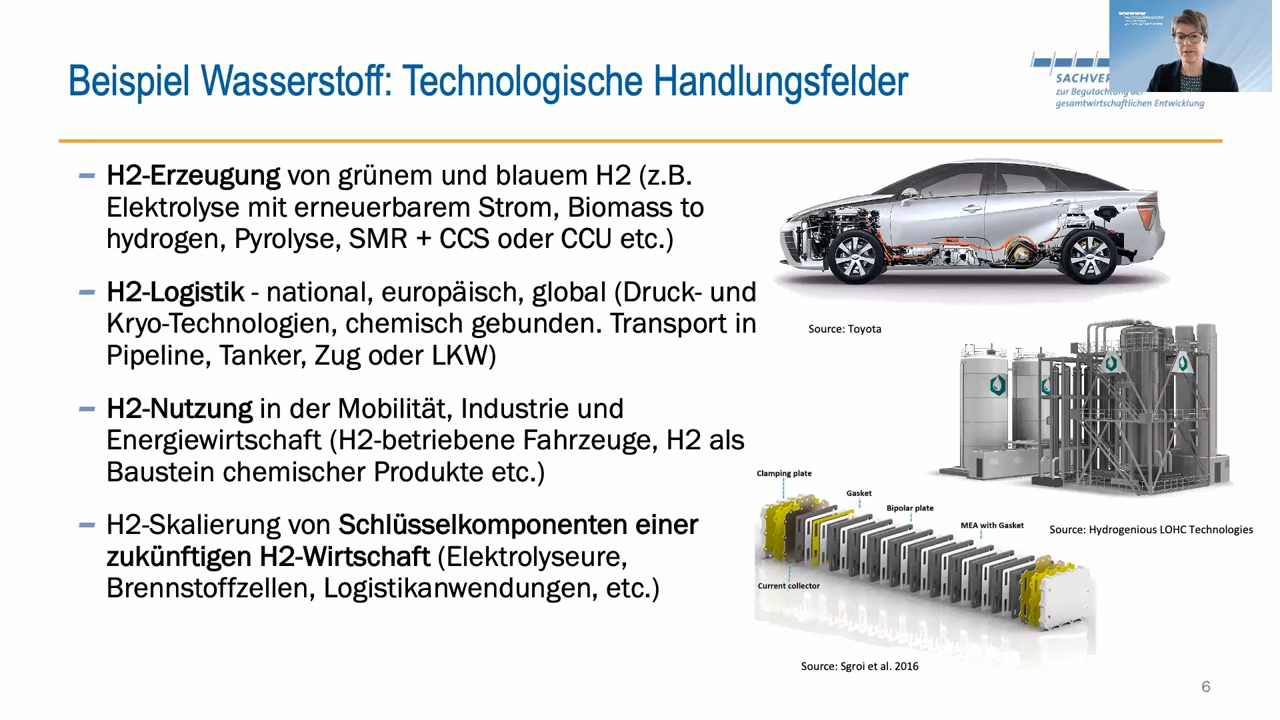 Beispiel Wasserstoff: Technologische Handlungsfelder
SACHVER
zur Begutachtung der
gesamtwirtschaftlichen Entwicklung
– H2-Erzeugung von grünem und blauem H2 (z.B.
Elektrolyse mit erneuerbarem Strom, Biomass to
hydrogen, Pyrolyse, SMR + CCS oder CCU etc.)
– H2-Logistik - national, europäisch, global (Druck- und
Kryo-Technologien, chemisch gebunden. Transport in
Pipeline, Tanker, Zug oder LKW)
– H2-Nutzung in der Mobilität, Industrie und
Energiewirtschaft (H2-betriebene Fahrzeuge, H2 als
Baustein chemischer Produkte etc.)
– H2-Skalierung von Schlüsselkomponenten einer
zukünftigen H2-Wirtschaft (Elektrolyseure,
Brennstoffzellen, Logistikanwendungen, etc.)
Source: Toyota
Source: Hydrogenious LOHC Technologies
Clamping plate
Gasket
Bipolar plate
MEA with Gasket
Current collector
Source: Sgroi et al. 2016
6